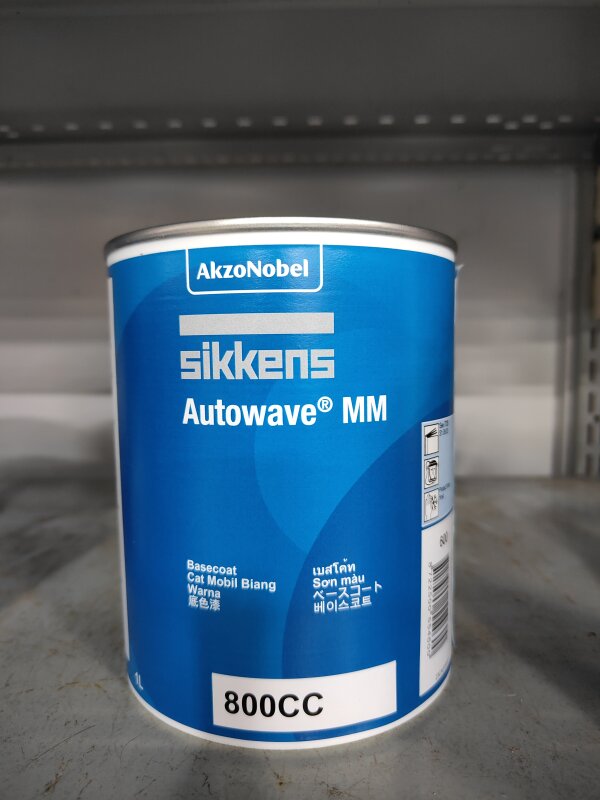 AkzoNobel
sikkens
Autowave® MM
Basecoat
Cat Mobil Biang
Warna
底色漆
เบสโค้ท
Sơn màu
ベースコート
베이스코트
1L
800CC